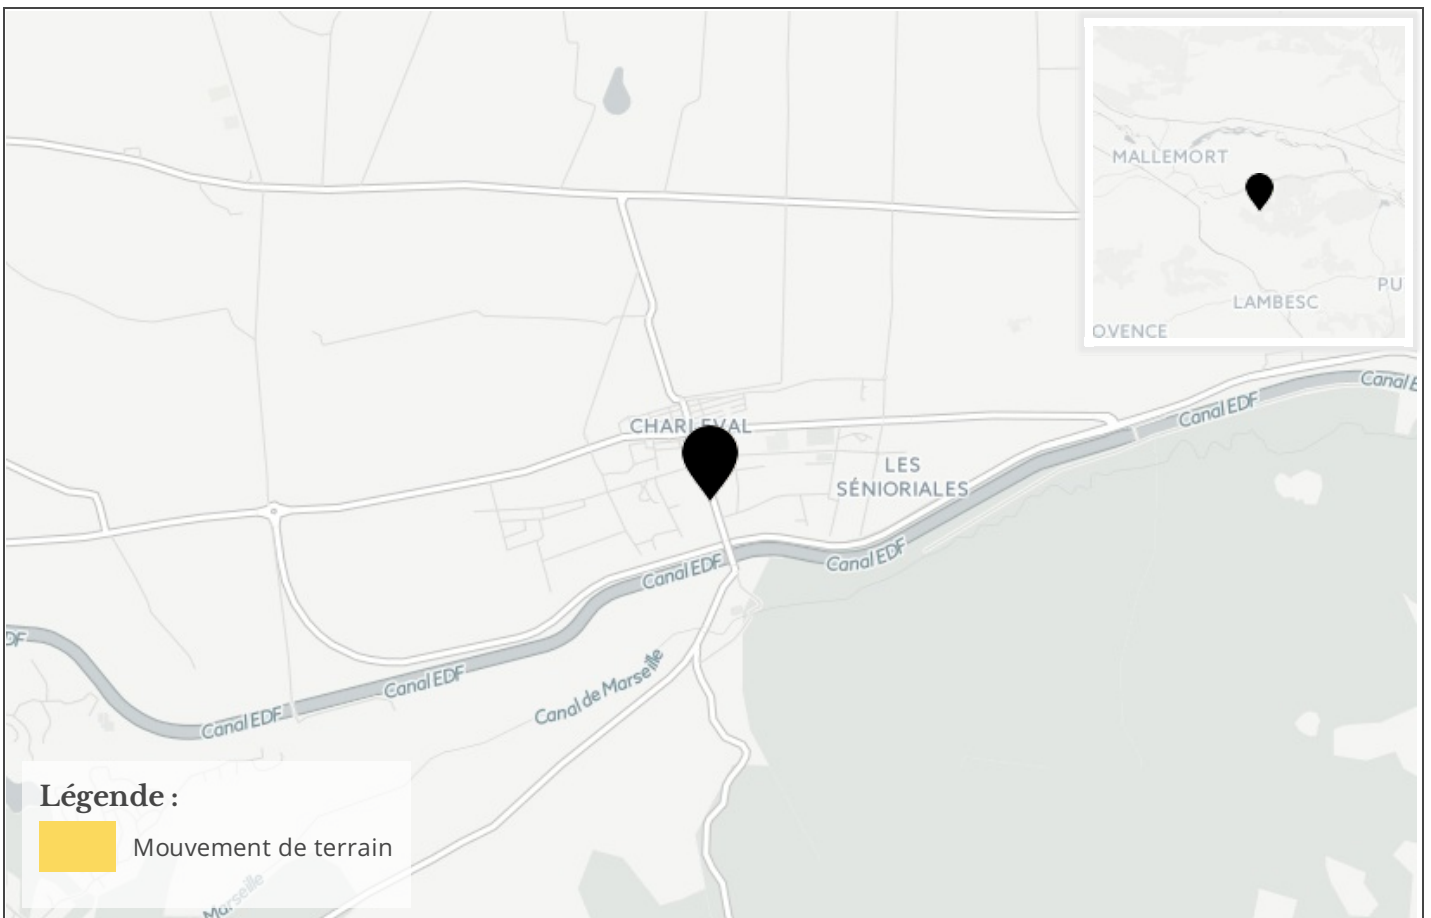 MALLEMORT
LAMBESC
PU
OVENCE
CHARLEVAL
LES
SÉNIORIALES
Canal E
Canal EDF
Canal EDF
Canal EDF
DF
Canal EDF
Canal EDF
Canal de Marseille
Légende :
Mouvement de terrain
Marseille